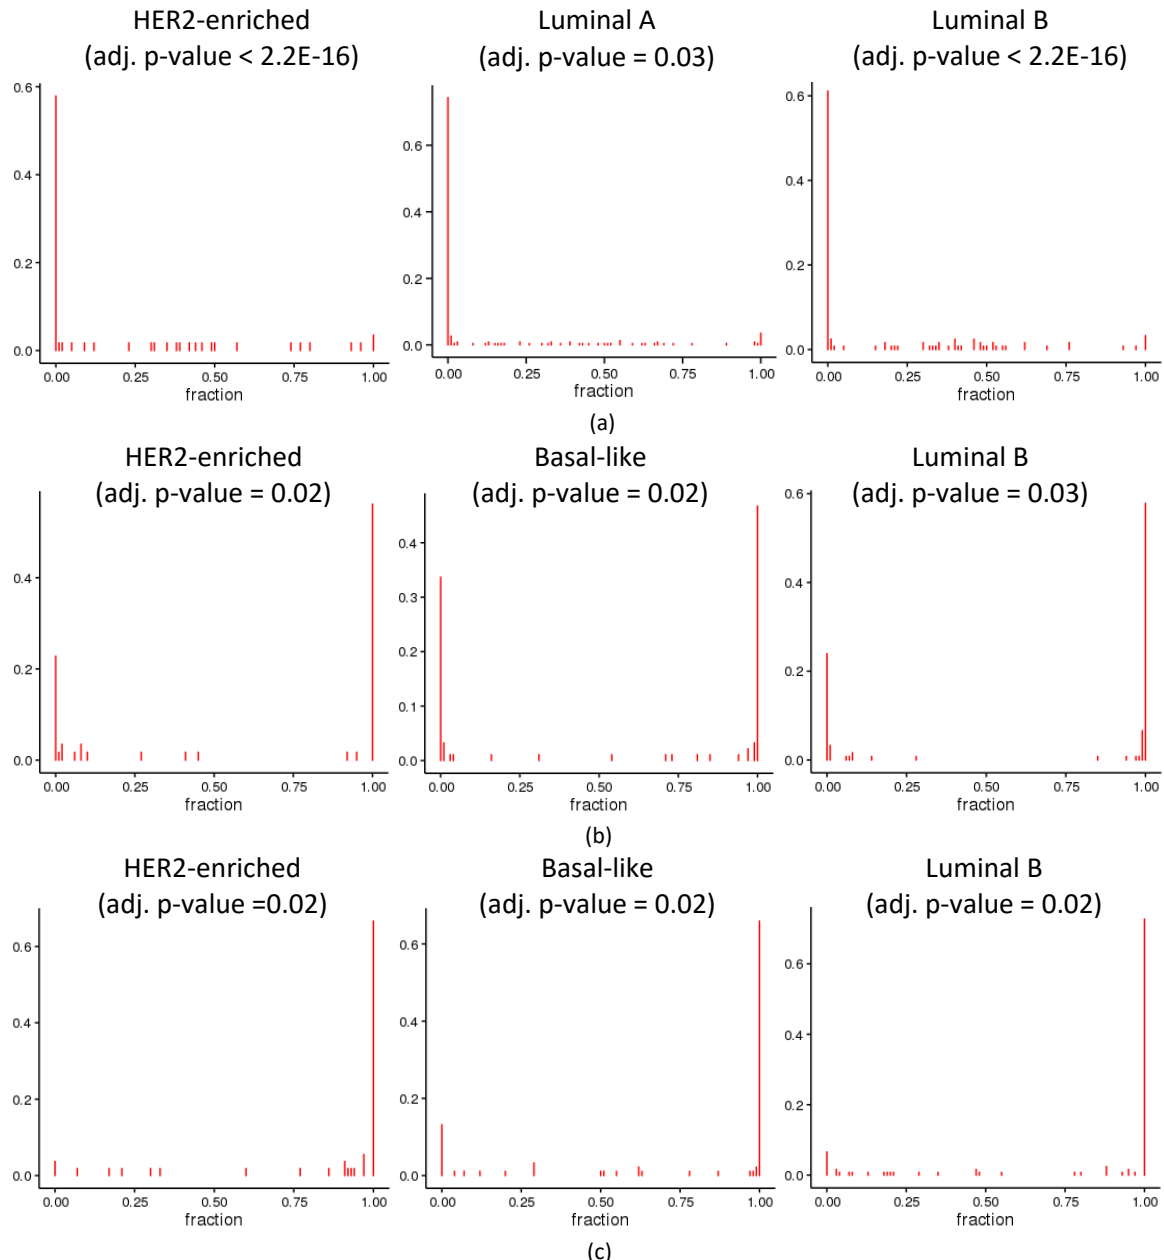 HER2-enriched
(adj. p-value < 2.2E-16)
Luminal A
(adj. p-value = 0.03)
Luminal B
(adj. p-value < 2.2E-16)
0.6
0.4
0.2
0.0
0.00 0.25 0.50 0.75 1.00
fraction
0.6
0.4
0.2
0.0
0.00 0.25 0.50 0.75 1.00
fraction
0.6
0.4
0.2
0.0
0.00 0.25 0.50 0.75 1.00
fraction
(a)
HER2-enriched
(adj. p-value = 0.02)
Basal-like
(adj. p-value = 0.02)
Luminal B
(adj. p-value = 0.03)
0.4
0.2
0.0
0.00 0.25 0.50 0.75 1.00
fraction
0.4
0.3
0.2
0.1
0.0
0.00 0.25 0.50 0.75 1.00
fraction
0.6
0.4
0.2
0.0
0.00 0.25 0.50 0.75 1.00
fraction
(b)
HER2-enriched
(adj. p-value =0.02)
Basal-like
(adj. p-value = 0.02)
Luminal B
(adj. p-value = 0.02)
0.6
0.4
0.2
0.0
0.00 0.25 0.50 0.75 1.00
fraction
0.6
0.4
0.2
0.0
0.00 0.25 0.50 0.75 1.00
fraction
0.6
0.4
0.2
0.0
0.00 0.25 0.50 0.75 1.00
fraction
(c)